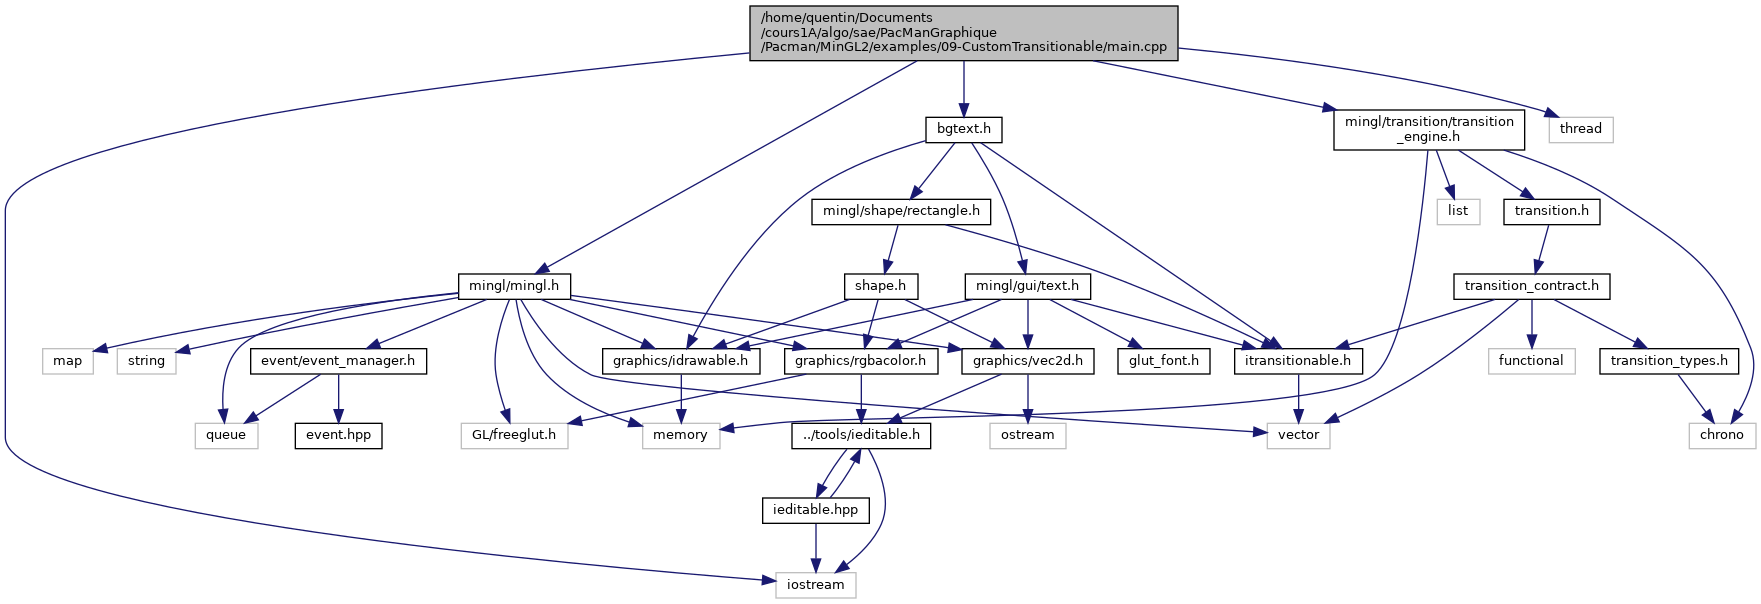 /home/quentin/Documents
/cours1A/algo/sae/PacManGraphique
/Pacman/MinGL2/examples/09-CustomTransitionable/main.cpp
bgtext.h
mingl/transition/transition
_engine.h
thread
mingl/shape/rectangle.h
list
transition.h
mingl/mingl.h
shape.h
mingl/gui/text.h
transition_contract.h
map
string
event/event_manager.h
graphics/idrawable.h
graphics/rgbacolor.h
graphics/vec2d.h
glut_font.h
itransitionable.h
functional
transition_types.h
queue
event.hpp
GL/freeglut.h
memory
../tools/ieditable.h
ostream
vector
chrono
ieditable.hpp
iostream